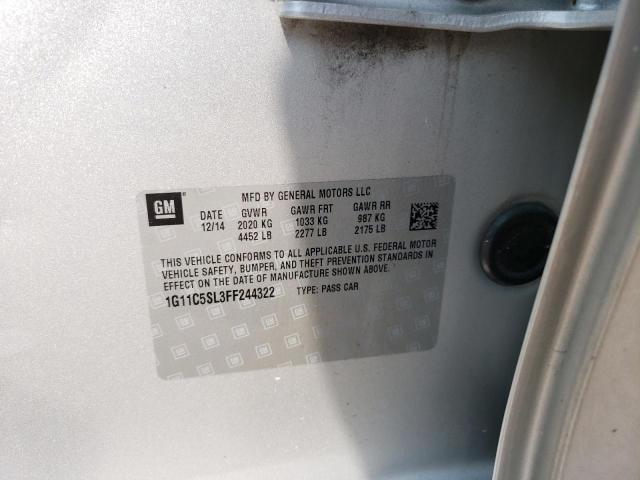 GM
MFD BY GENERAL MOTORS LLC
DATE GVWR GAWR FRT GAWR RR
12/14 2020 KG 1033 KG 987 KG
4452 LB 2277 LB 2175 LB
THIS VEHICLE CONFORMS TO ALL APPLICABLE U.S. FEDERAL MOTOR
VEHICLE SAFETY, BUMPER, AND THEFT PREVENTION STANDARDS IN
EFFECT ON THE DATE OF MANUFACTURE SHOWN ABOVE.
1G11C5SL3FF244322 TYPE: PASS CAR